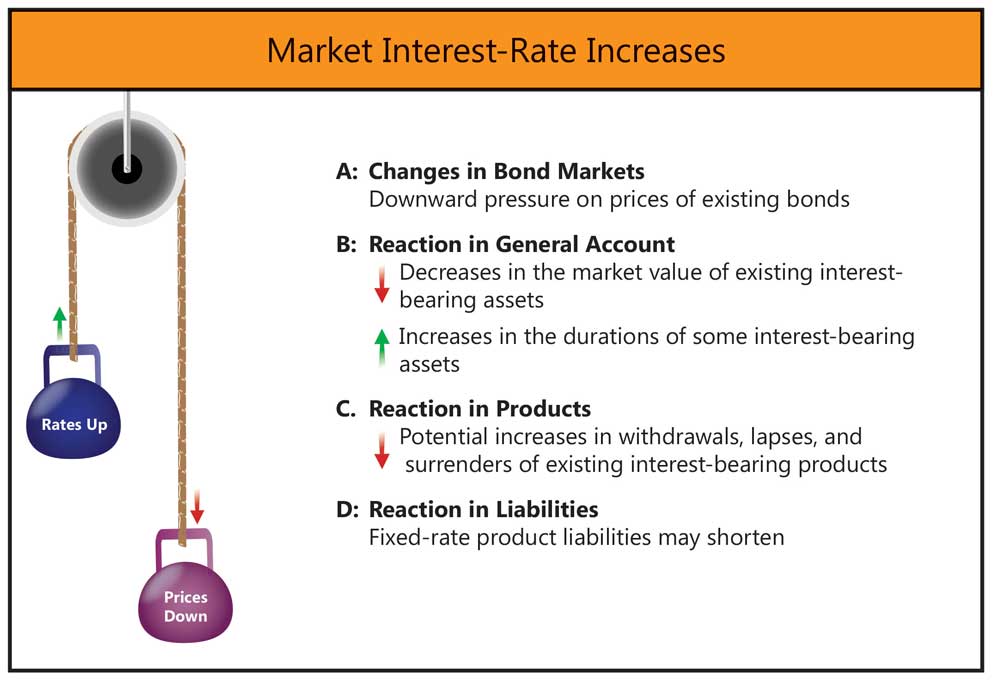 Market Interest-Rate Increases
A: Changes in Bond Markets
Downward pressure on prices of existing bonds
B: Reaction in General Account
Decreases in the market value of existing interest-
bearing assets
Increases in the durations of some interest-bearing
assets
C. Reaction in Products
Potential increases in withdrawals, lapses, and
surrenders of existing interest-bearing products
D: Reaction in Liabilities
Fixed-rate product liabilities may shorten
Rates Up
Prices
Down